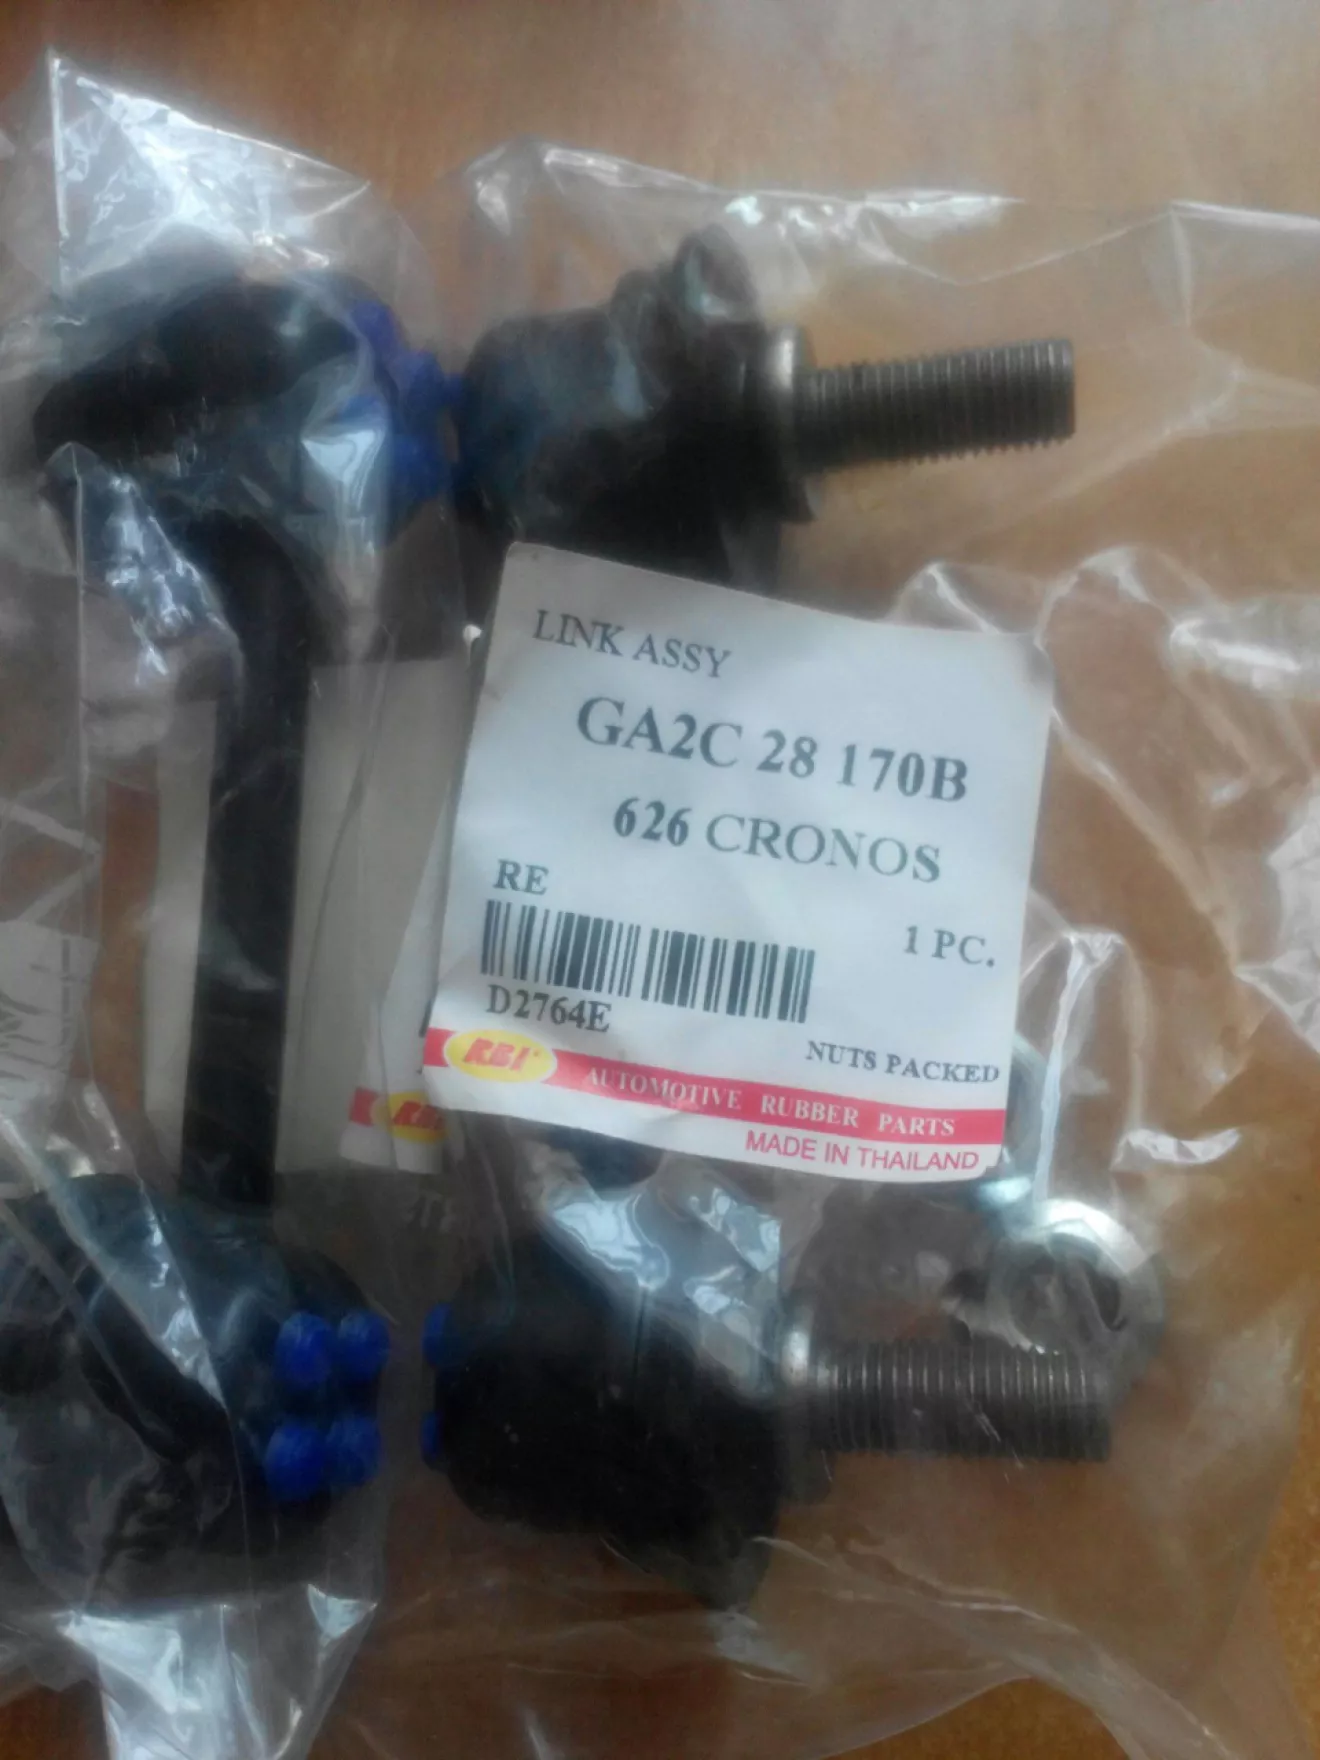 LINK ASSY
GA2C 28 170B
626 CRONOS
RE
1 PC.
D2764E
NUTS PACKED
RBI
AUTOMOTIVE RUBBER PARTS
MADE IN THAILAND